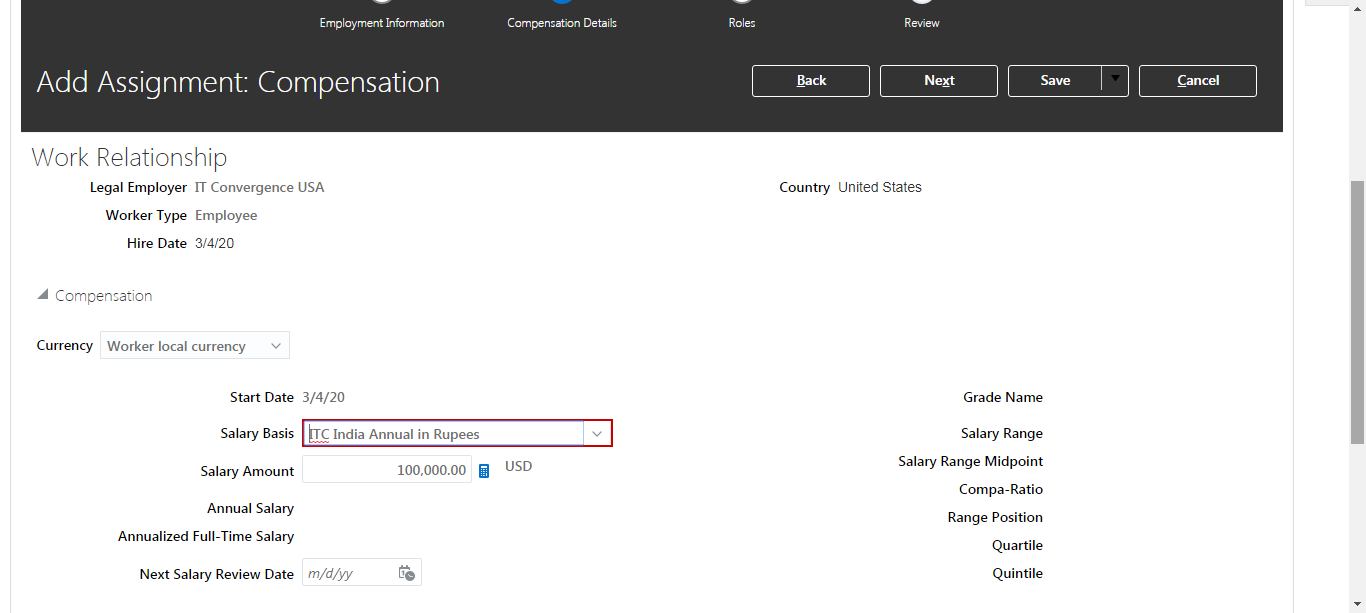 Employment Information Compensation Details Roles Review
Add Assignment: Compensation Back Next Save Cancel
Work Relationship
Legal Employer IT Convergence USA Country United States
Worker Type Employee
Hire Date 3/4/20
Compensation
Currency Worker local currency
Start Date 3/4/20 Grade Name
Salary Basis ITC India Annual in Rupees Salary Range
Salary Amount 100,000.00 USD Salary Range Midpoint
Compa-Ratio
Annual Salary Range Position
Annualized Full-Time Salary Quartile
Next Salary Review Date m/d/yy Quintile